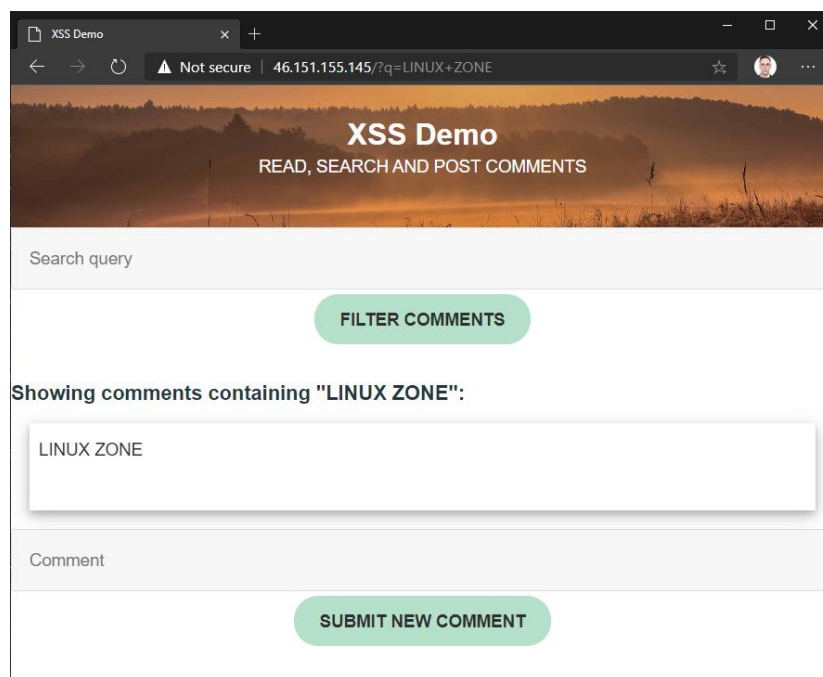 XSS Demo
Not secure | 46.151.155.145/?q=LINUX+ZONE
XSS Demo
READ, SEARCH AND POST COMMENTS
Search query
FILTER COMMENTS
Showing comments containing "LINUX ZONE":
LINUX ZONE
Comment
SUBMIT NEW COMMENT